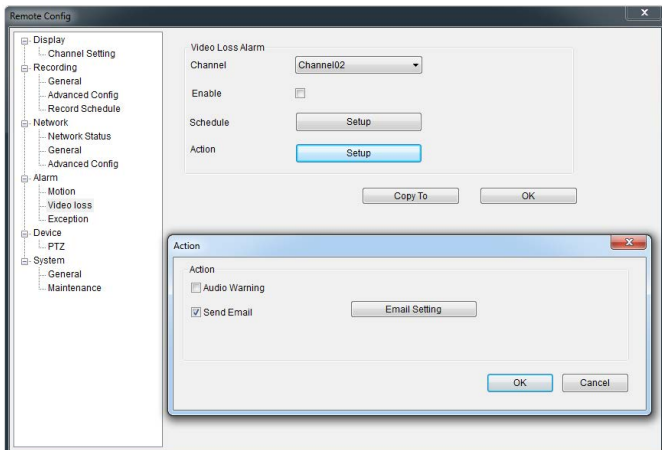 Remote Config
x
Display
Channel Setting
Recording
General
Advanced Config
Record Schedule
Network
Network Status
General
Advanced Config
Alarm
Motion
Video loss
Exception
Device
PTZ
System
General
Maintenance
Video Loss Alarm
Channel
Channel02
Enable
Schedule
Setup
Action
Setup
Copy To
OK
Action
x
Action
Audio Warning
Send Email
Email Setting
OK
Cancel